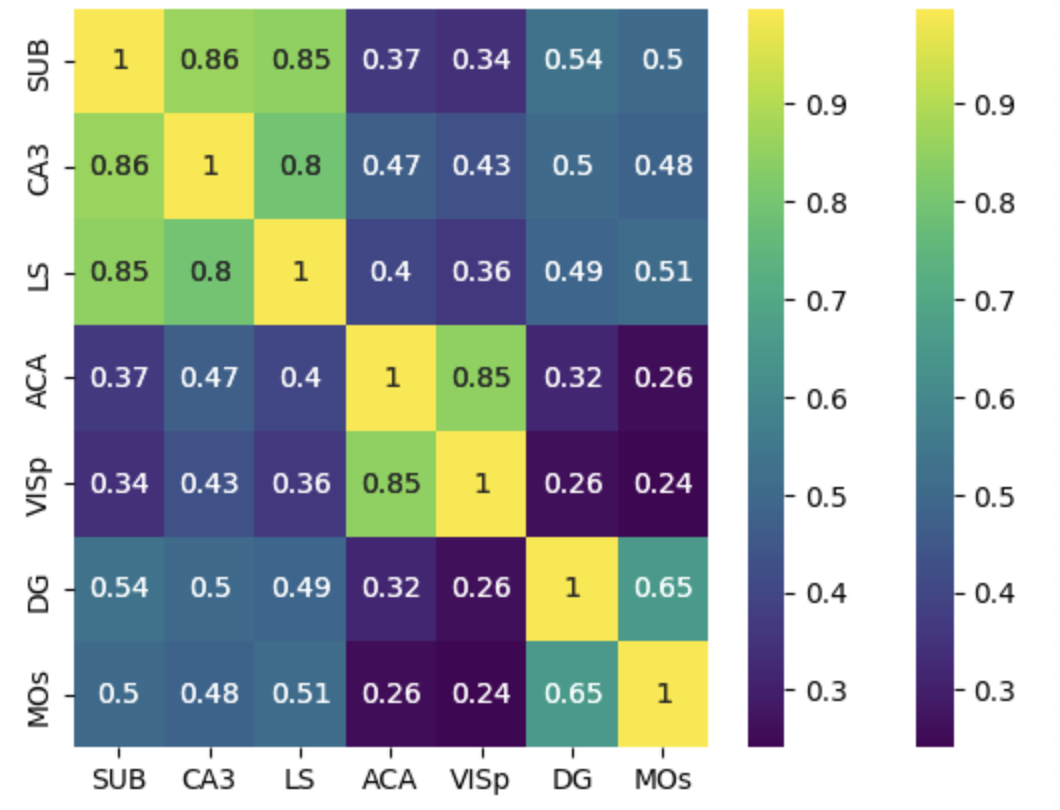 SUB 1 0.86 0.85 0.37 0.34 0.54 0.5
CA3 0.86 1 0.8 0.47 0.43 0.5 0.48
LS 0.85 0.8 1 0.4 0.36 0.49 0.51
ACA 0.37 0.47 0.4 1 0.85 0.32 0.26
VISp 0.34 0.43 0.36 0.85 1 0.26 0.24
DG 0.54 0.5 0.49 0.32 0.26 1 0.65
MOs 0.5 0.48 0.51 0.26 0.24 0.65 1
SUB CA3 LS ACA VISp DG MOs
0.9 0.9
0.8 0.8
0.7 0.7
0.6 0.6
0.5 0.5
0.4 0.4
0.3 0.3